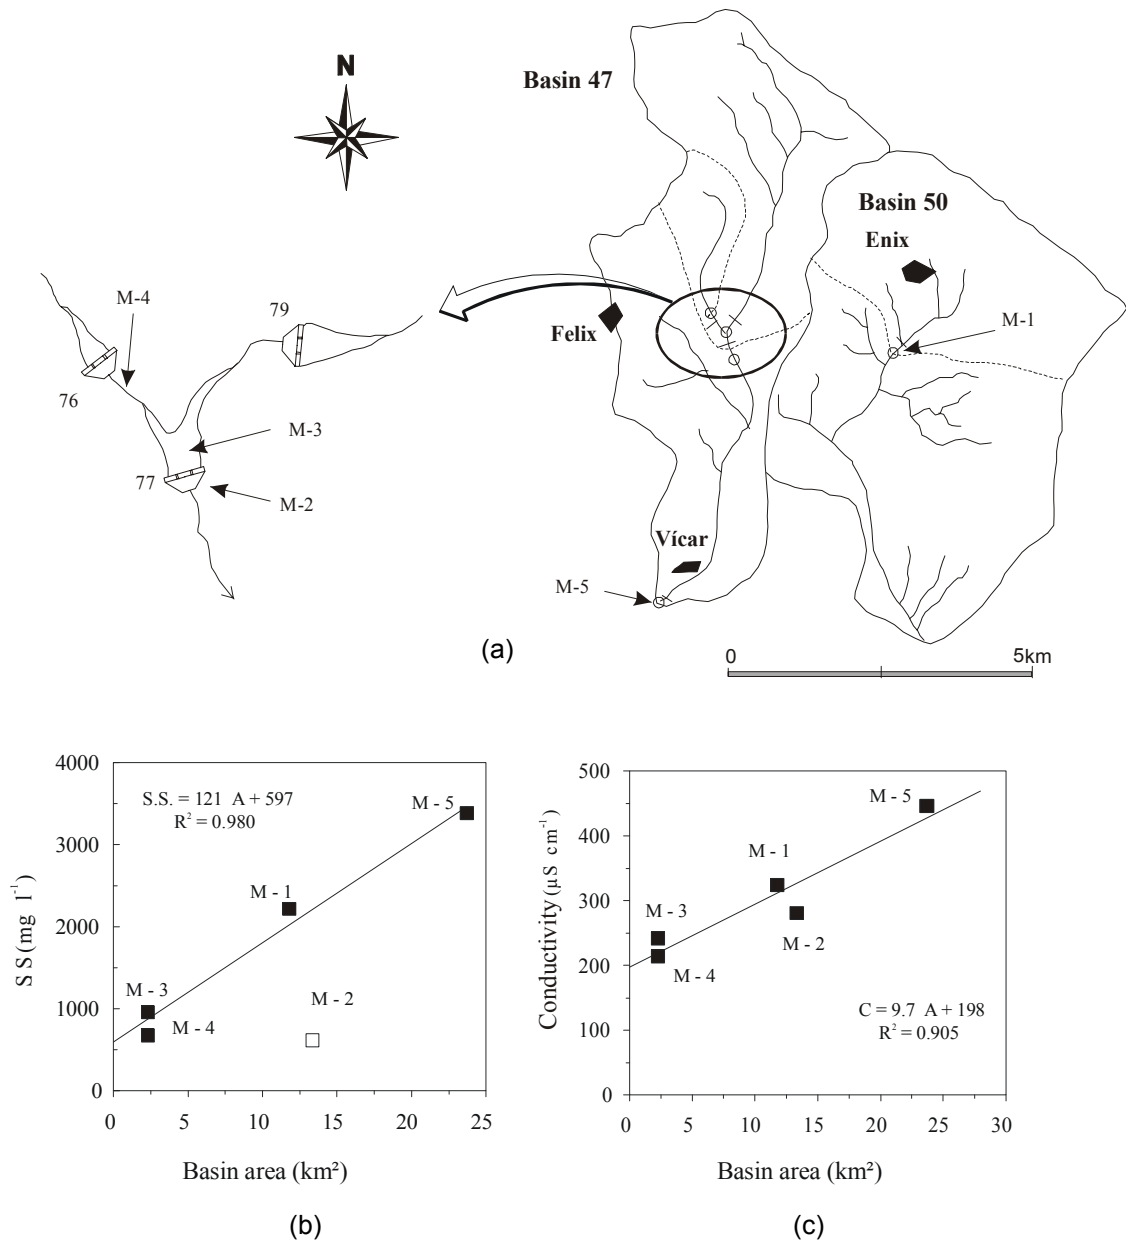 N
Basin 47
Basin 50
Enix
M-4
79
M-1
Felix
76
M-3
77
M-2
Vícar
M-5
(a)
0
5km
4000
3000
2000
1000
0
S S (mg l⁻¹)
S.S. = 121 A + 597
R² = 0.980
M - 5
M - 1
M - 3
M - 2
M - 4
0 5 10 15 20 25
Basin area (km²)
(b)
500
400
300
200
100
0
Conductivity (µS cm⁻¹)
M - 5
M - 1
M - 3
M - 2
M - 4
C = 9.7 A + 198
R² = 0.905
0 5 10 15 20 25 30
Basin area (km²)
(c)